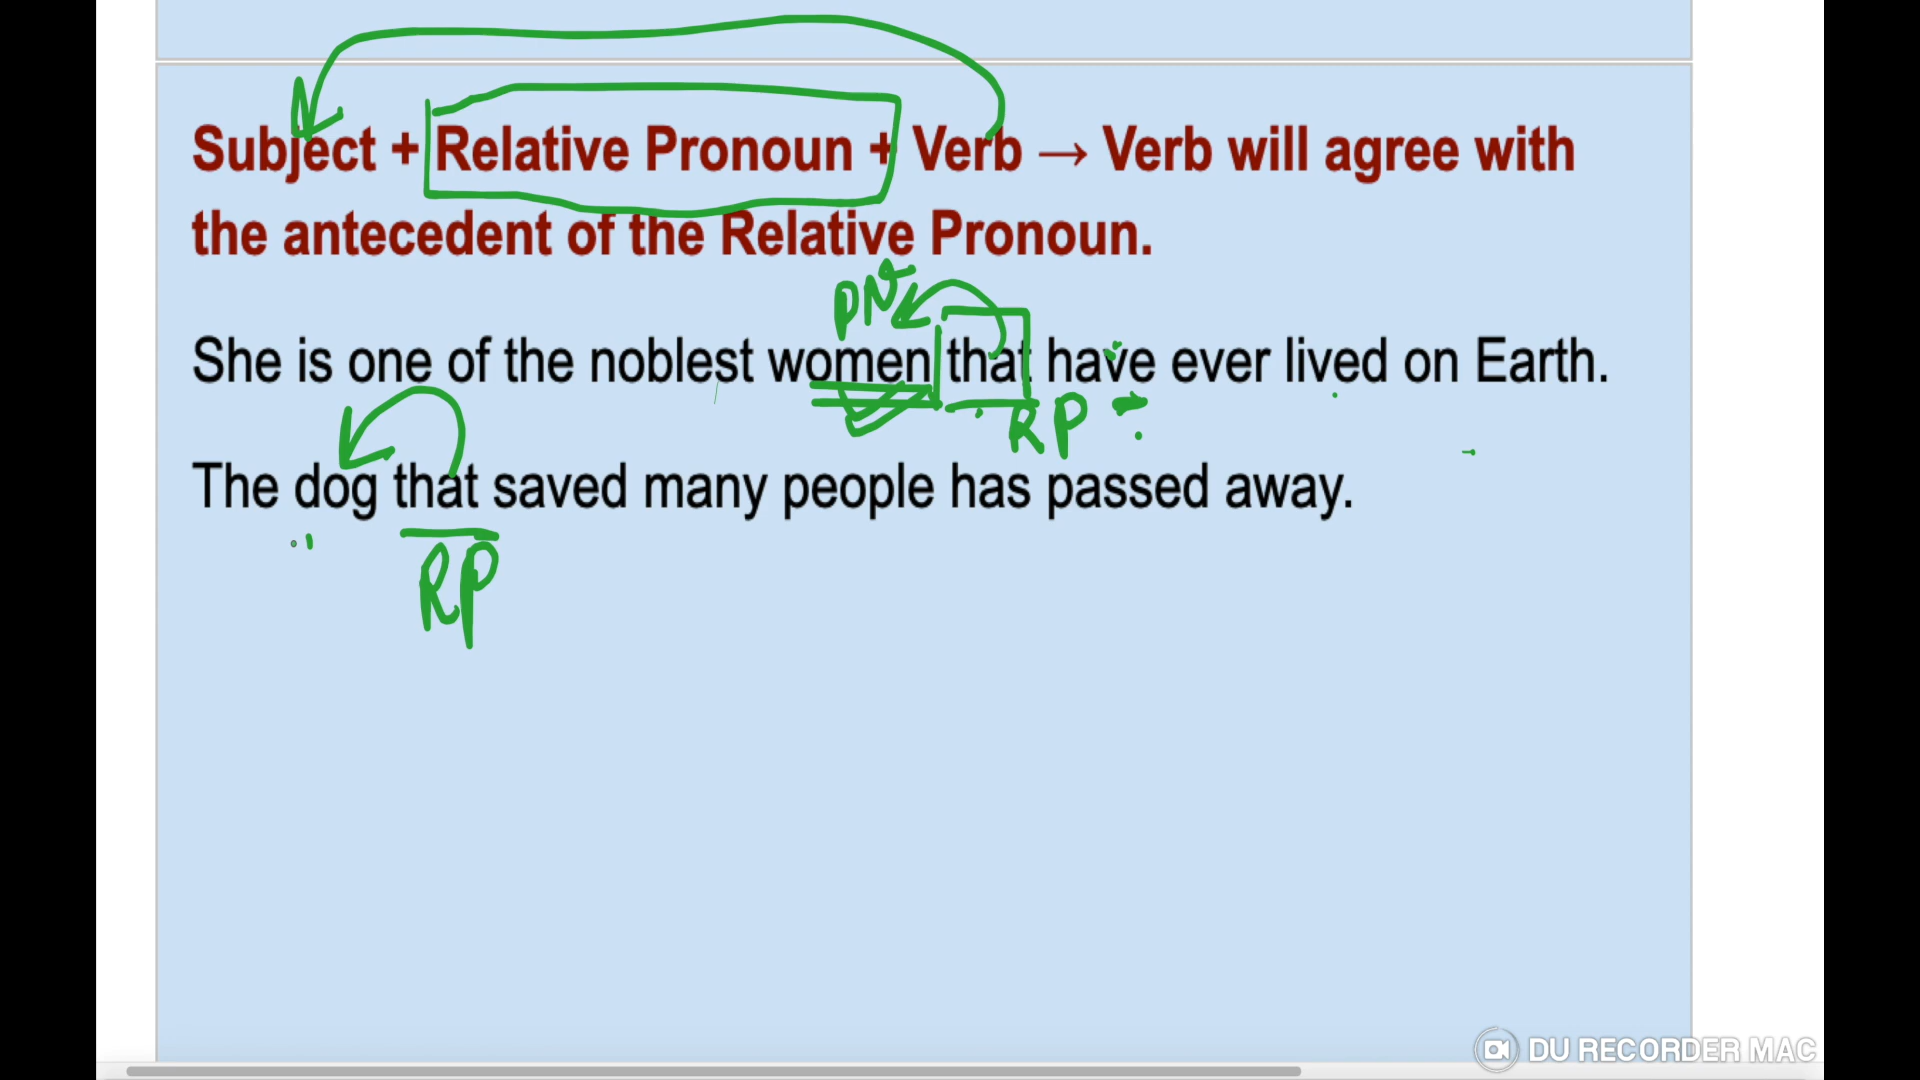 Subject + Relative Pronoun + Verb → Verb will agree with
the antecedent of the Relative Pronoun.
PN
She is one of the noblest women that have ever lived on Earth.
RP
The dog that saved many people has passed away.
RP
DU RECORDER MAC